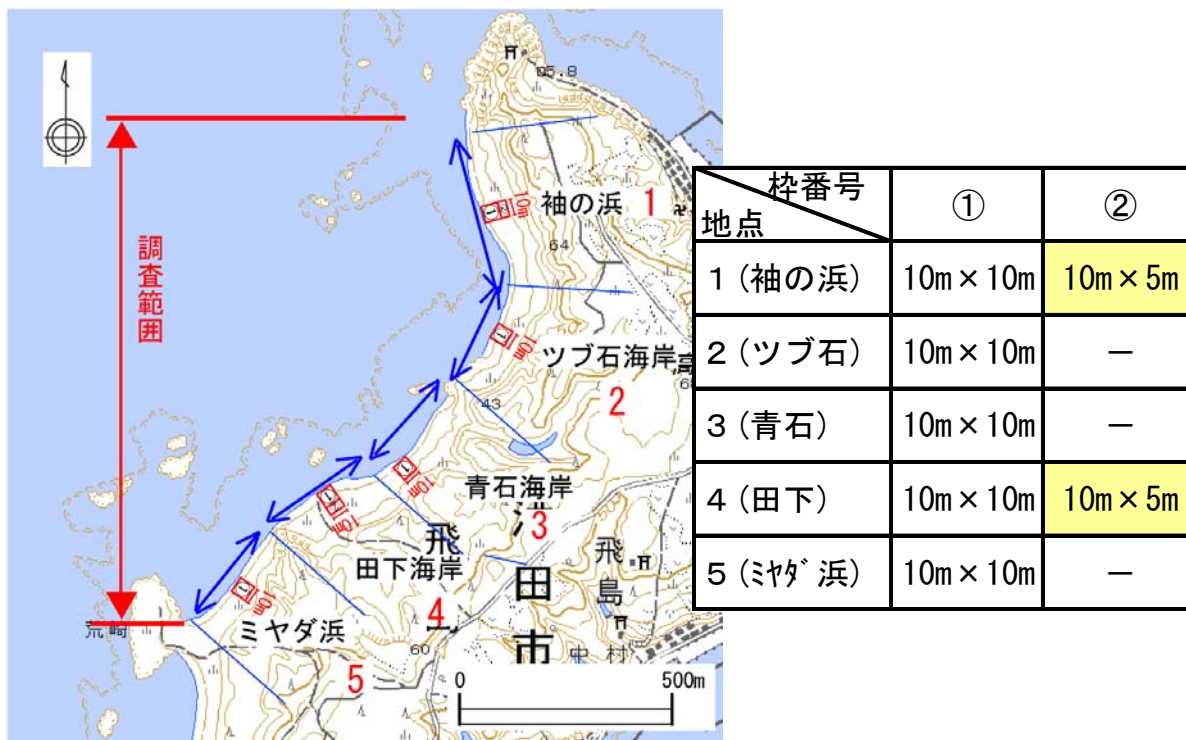 調査範囲
5.8
袖の浜 1
10m
64
60
ツブ石海岸
2
10m
43
青石海岸
3
10m
田下海岸
4
10m
ミヤダ浜
5
10m
荒崎
60
飛島
田市
中村
0 500m
枠番号 ① ②
地点
1(袖の浜) 10m×10m 10m×5m
2(ツブ石) 10m×10m －
3(青石) 10m×10m －
4(田下) 10m×10m 10m×5m
5(ミヤダ浜) 10m×10m －